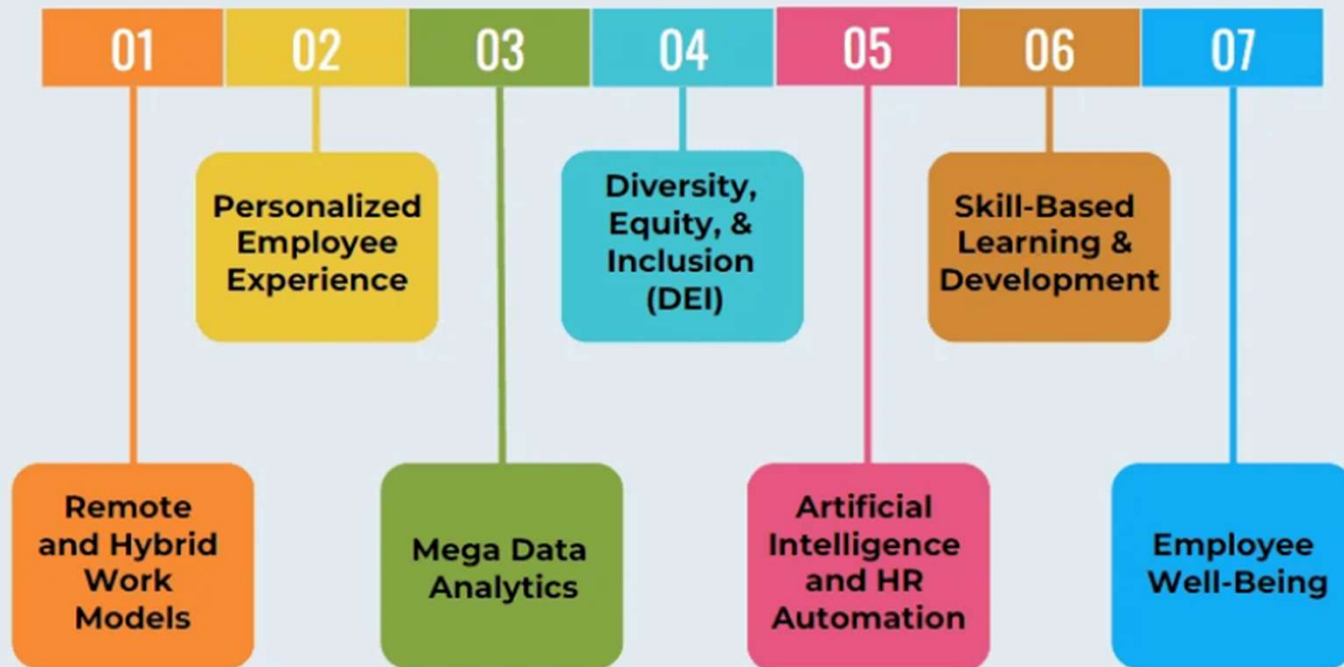 01
02
03
04
05
06
07
Personalized
Employee
Experience
Diversity,
Equity, &
Inclusion
(DEI)
Skill-Based
Learning &
Development
Remote
and Hybrid
Work
Models
Mega Data
Analytics
Artificial
Intelligence
and HR
Automation
Employee
Well-Being